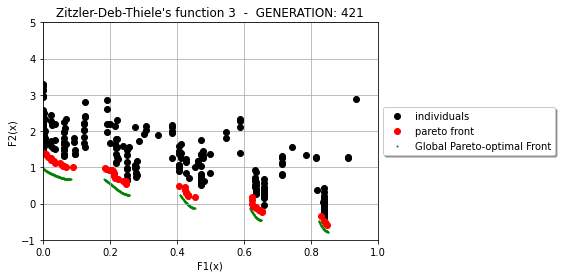 Zitzler-Deb-Thiele's function 3 - GENERATION: 421
5
4
3
2
1
0
−1
F2(x)
0.0 0.2 0.4 0.6 0.8 1.0
F1(x)
individuals
pareto front
Global Pareto-optimal Front